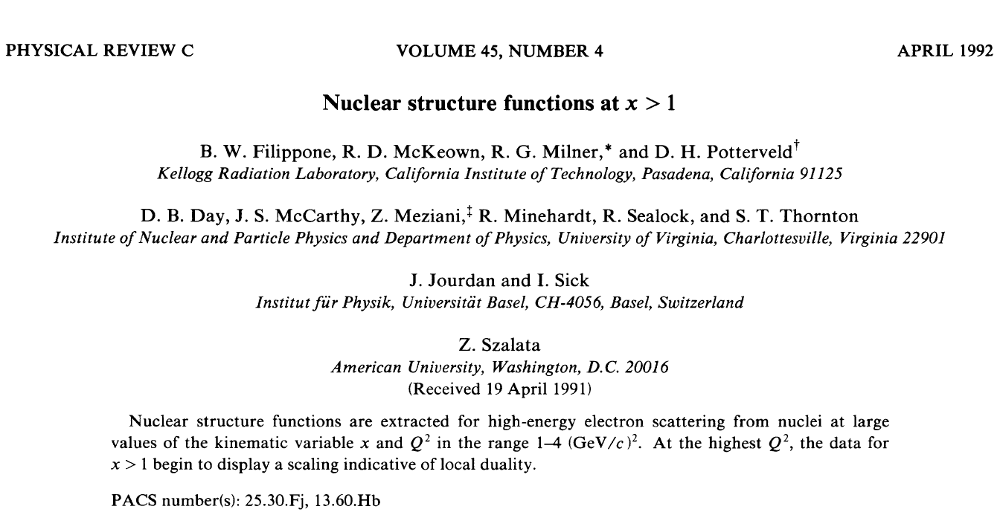 PHYSICAL REVIEW C VOLUME 45, NUMBER 4 APRIL 1992
Nuclear structure functions at x > 1
B. W. Filippone, R. D. McKeown, R. G. Milner,* and D. H. Potterveld†
Kellogg Radiation Laboratory, California Institute of Technology, Pasadena, California 91125
D. B. Day, J. S. McCarthy, Z. Meziani,‡ R. Minehardt, R. Sealock, and S. T. Thornton
Institute of Nuclear and Particle Physics and Department of Physics, University of Virginia, Charlottesville, Virginia 22901
J. Jourdan and I. Sick
Institut für Physik, Universität Basel, CH-4056, Basel, Switzerland
Z. Szalata
American University, Washington, D.C. 20016
(Received 19 April 1991)
Nuclear structure functions are extracted for high-energy electron scattering from nuclei at large
values of the kinematic variable x and Q² in the range 1–4 (GeV/c)². At the highest Q², the data for
x > 1 begin to display a scaling indicative of local duality.
PACS number(s): 25.30.Fj, 13.60.Hb